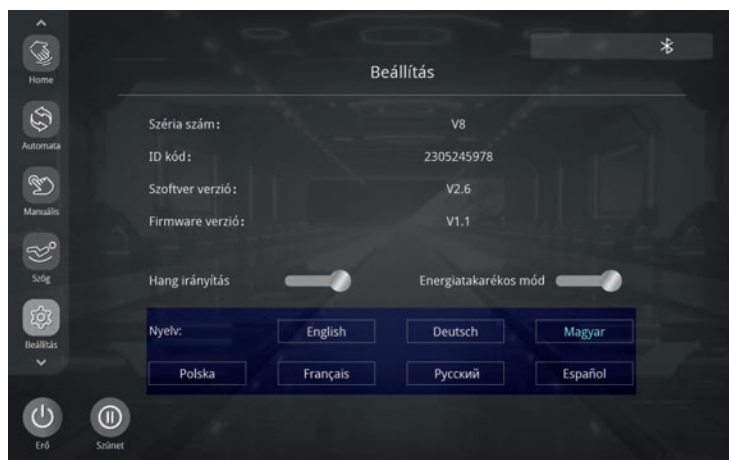 Beállítás
Home
Automata
Manuális
Szög
Beállítás
Széria szám: V8
ID kód: 2305245978
Szoftver verzió: V2.6
Firmware verzió: V1.1
Hang irányítás Energiatakarékos mód
Nyelv: English Deutsch Magyar
Polska Français Русский Español
Erő Szünet